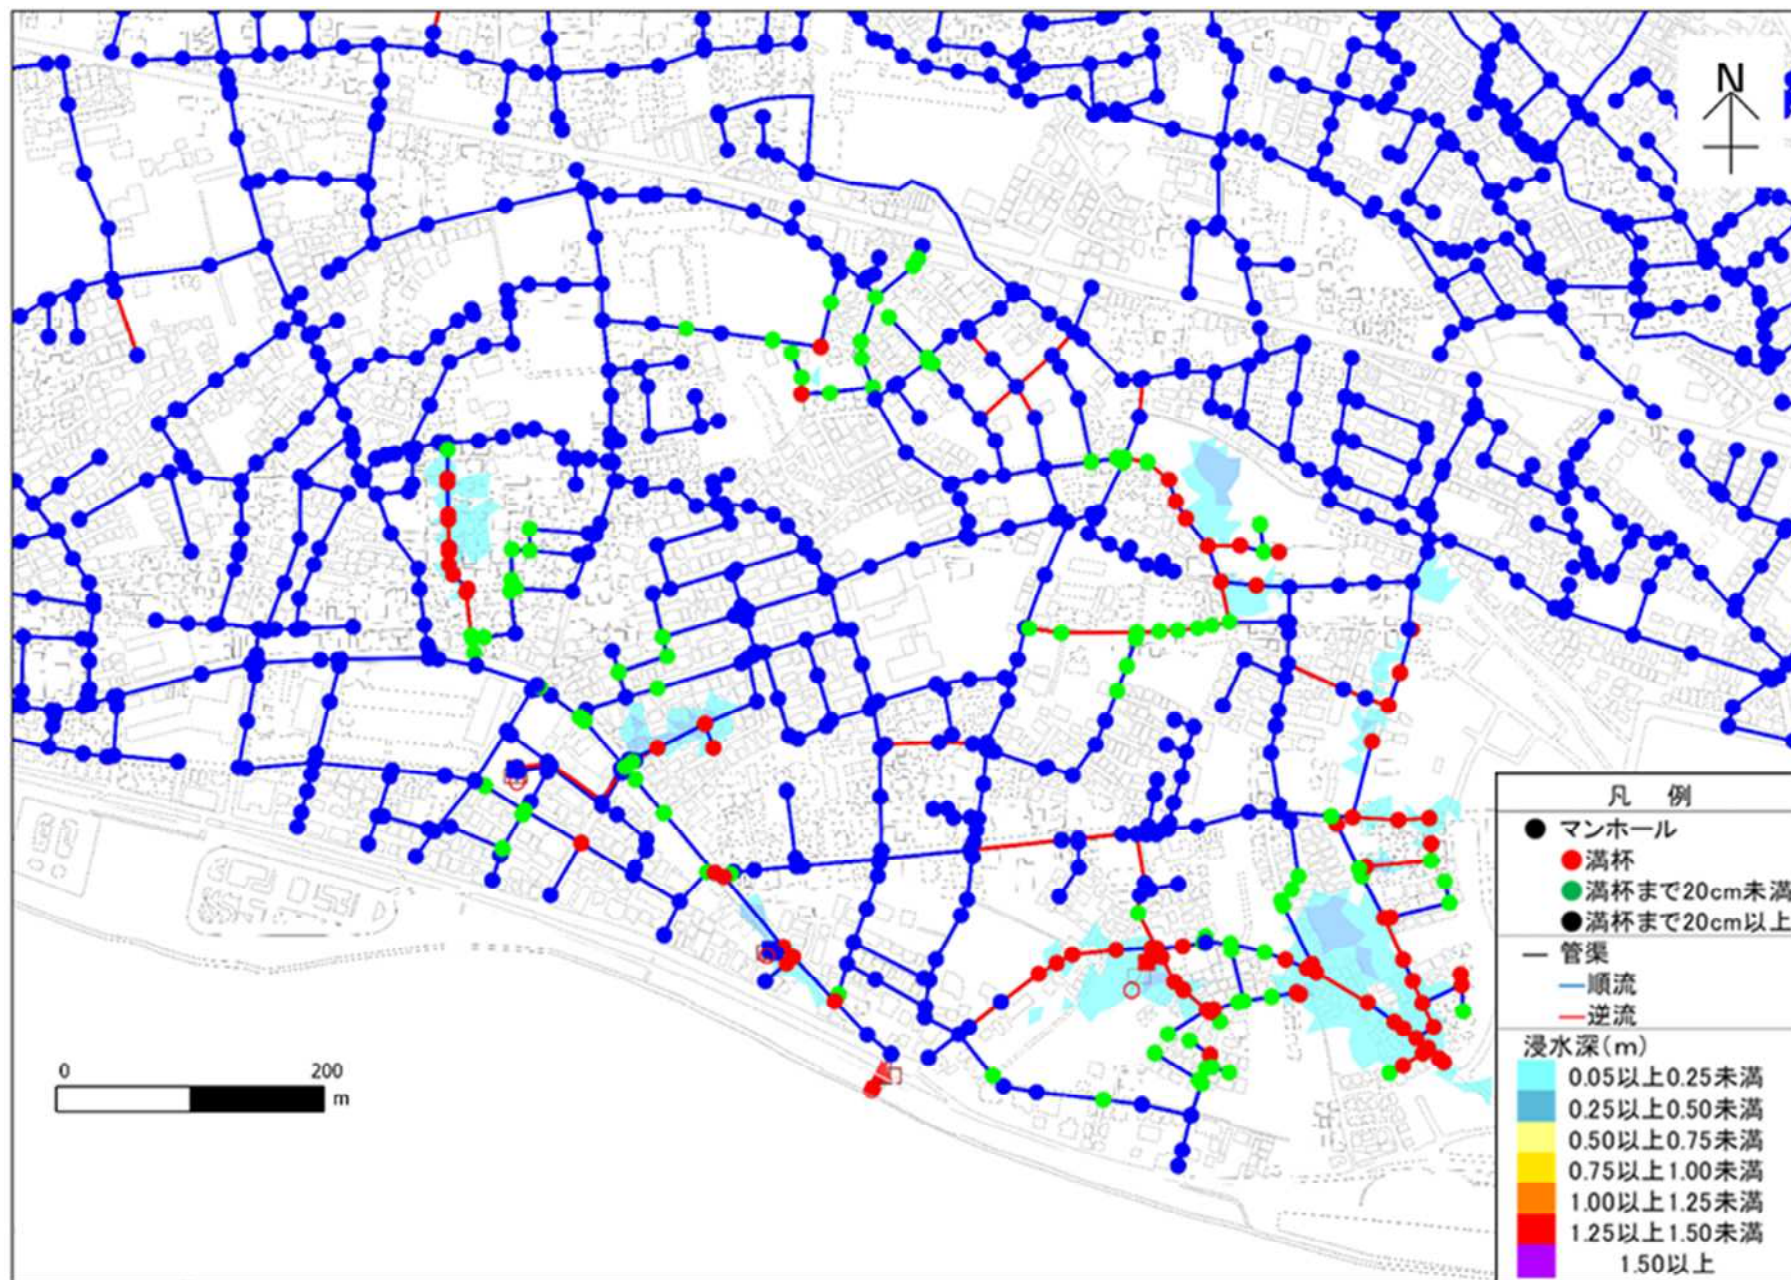 N
0 200
m
凡 例
マンホール
満杯
満杯まで20cm未満
満杯まで20cm以上
管渠
順流
逆流
浸水深(m)
0.05以上0.25未満
0.25以上0.50未満
0.50以上0.75未満
0.75以上1.00未満
1.00以上1.25未満
1.25以上1.50未満
1.50以上